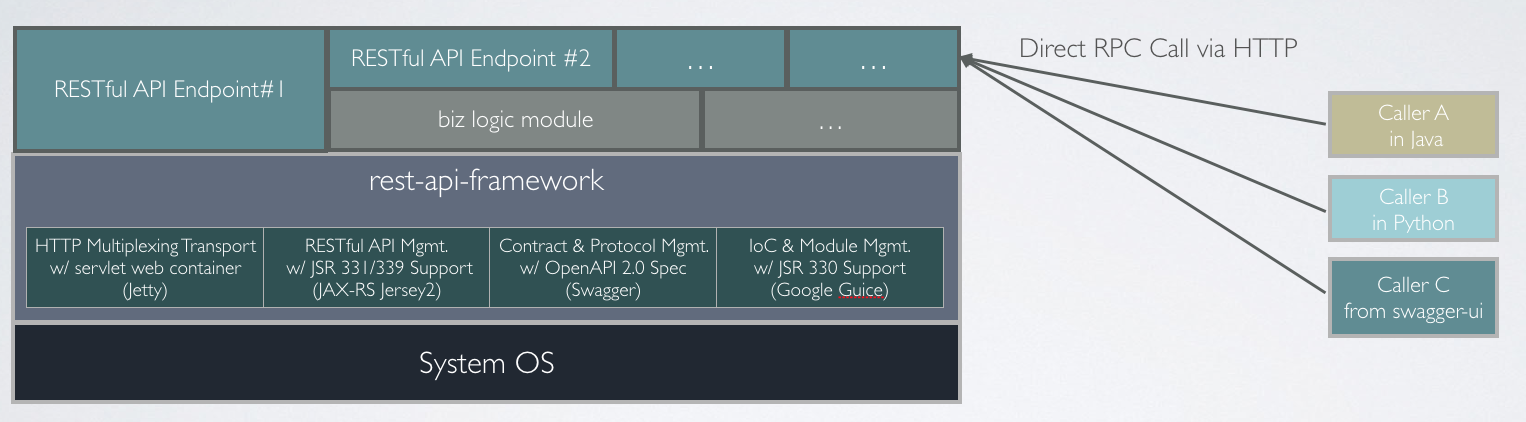 RESTful API Endpoint#1
RESTful API Endpoint #2
...
...
biz logic module
...
Direct RPC Call via HTTP
Caller A
in Java
Caller B
in Python
Caller C
from swagger-ui
rest-api-framework
HTTP Multiplexing Transport
w/ servlet web container
(Jetty)
RESTful API Mgmt.
w/ JSR 331/339 Support
(JAX-RS Jersey2)
Contract & Protocol Mgmt.
w/ OpenAPI 2.0 Spec
(Swagger)
IoC & Module Mgmt.
w/ JSR 330 Support
(Google Guice)
System OS